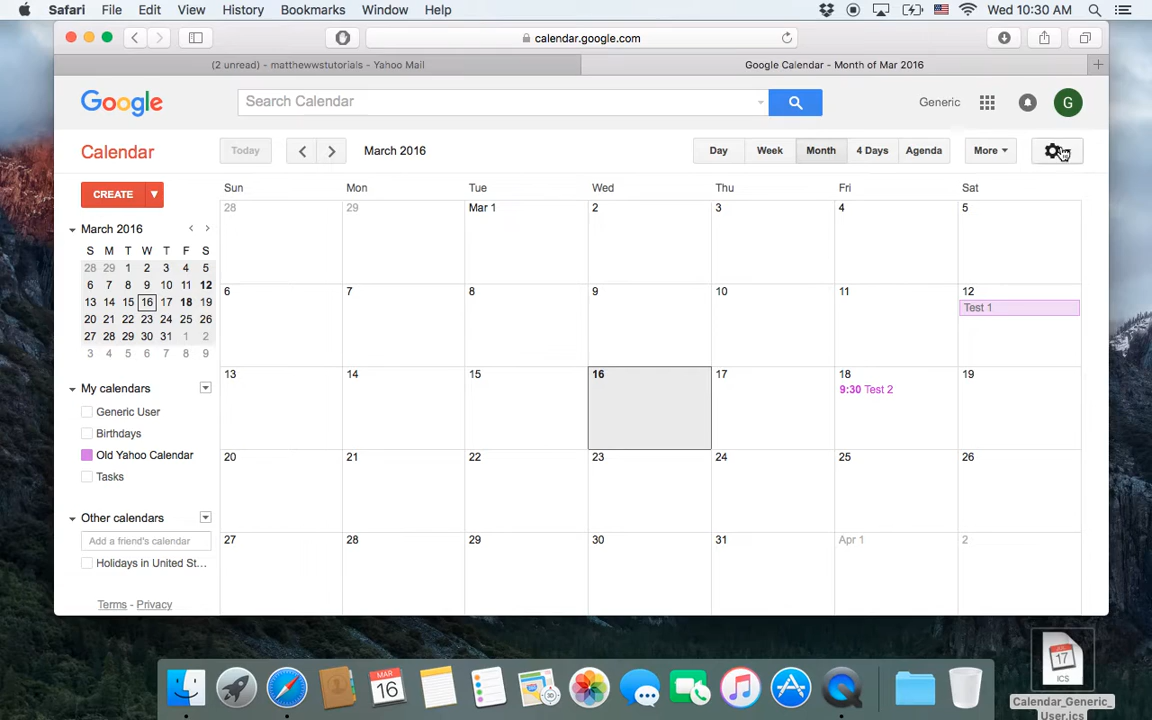 Safari File Edit View History Bookmarks Window Help Wed 10:30 AM
calendar.google.com
(2 unread) - matthewwstutorials - Yahoo Mail Google Calendar - Month of Mar 2016
Google Search Calendar Generic G
Calendar Today March 2016 Day Week Month 4 Days Agenda More
CREATE
Sun Mon Tue Wed Thu Fri Sat
28 29 Mar 1 2 3 4 5
6 7 8 9 10 11 12
Test 1
13 14 15 16 17 18 19
9:30 Test 2
20 21 22 23 24 25 26
27 28 29 30 31 Apr 1 2
March 2016
S M T W T F S
28 29 1 2 3 4 5
6 7 8 9 10 11 12
13 14 15 16 17 18 19
20 21 22 23 24 25 26
27 28 29 30 31 1 2
3 4 5 6 7 8 9
My calendars
Generic User
Birthdays
Old Yahoo Calendar
Tasks
Other calendars
Add a friend's calendar
Holidays in United St...
Terms - Privacy
MAR
16
17
ICS
Calendar_Generic_
User.ics